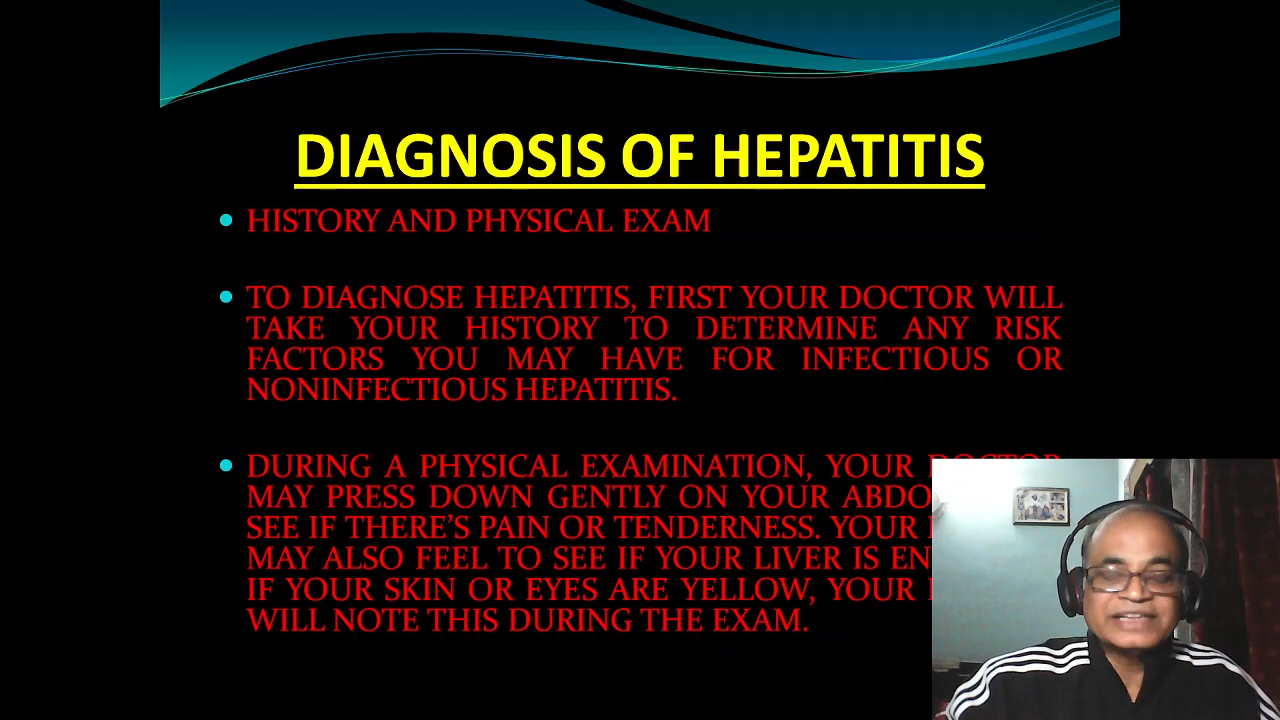 DIAGNOSIS OF HEPATITIS
HISTORY AND PHYSICAL EXAM
TO DIAGNOSE HEPATITIS, FIRST YOUR DOCTOR WILL
TAKE YOUR HISTORY TO DETERMINE ANY RISK
FACTORS YOU MAY HAVE FOR INFECTIOUS OR
NONINFECTIOUS HEPATITIS.
DURING A PHYSICAL EXAMINATION, YOUR DOCTOR
MAY PRESS DOWN GENTLY ON YOUR
SEE IF THERE'S PAIN OR TENDERNESS. YOUR
MAY ALSO FEEL TO SEE IF YOUR LIVER IS
IF YOUR SKIN OR EYES ARE YELLOW, YOUR
WILL NOTE THIS DURING THE EXAM.